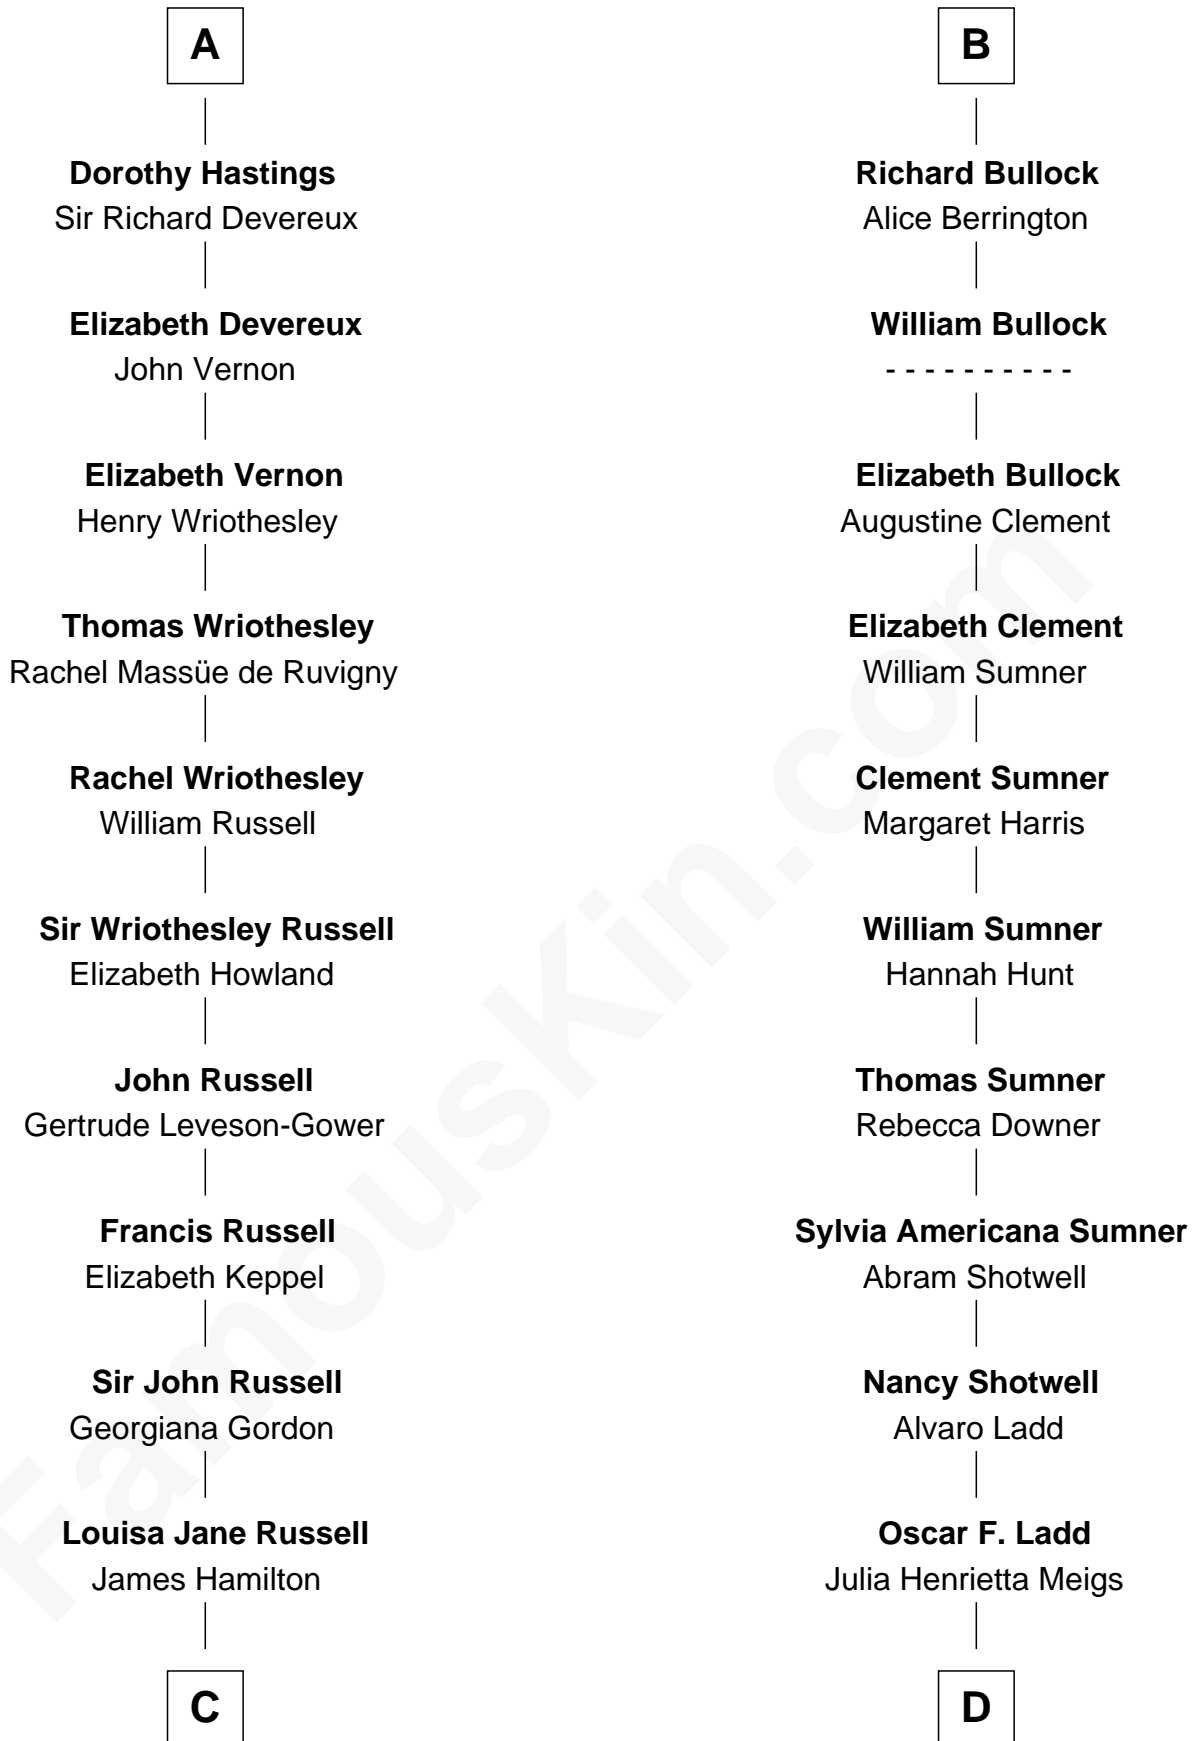 A
Dorothy Hastings
Sir Richard Devereux
Elizabeth Devereux
John Vernon
Elizabeth Vernon
Henry Wriothesley
Thomas Wriothesley
Rachel Massüe de Ruvigny
Rachel Wriothesley
William Russell
Sir Wriothesley Russell
Elizabeth Howland
John Russell
Gertrude Leveson-Gower
Francis Russell
Elizabeth Keppel
Sir John Russell
Georgiana Gordon
Louisa Jane Russell
James Hamilton
C
B
Richard Bullock
Alice Berrington
William Bullock
- - - - - - - - - -
Elizabeth Bullock
Augustine Clement
Elizabeth Clement
William Sumner
Clement Sumner
Margaret Harris
William Sumner
Hannah Hunt
Thomas Sumner
Rebecca Downer
Sylvia Americana Sumner
Abram Shotwell
Nancy Shotwell
Alvaro Ladd
Oscar F. Ladd
Julia Henrietta Meigs
D
FamousKin.com